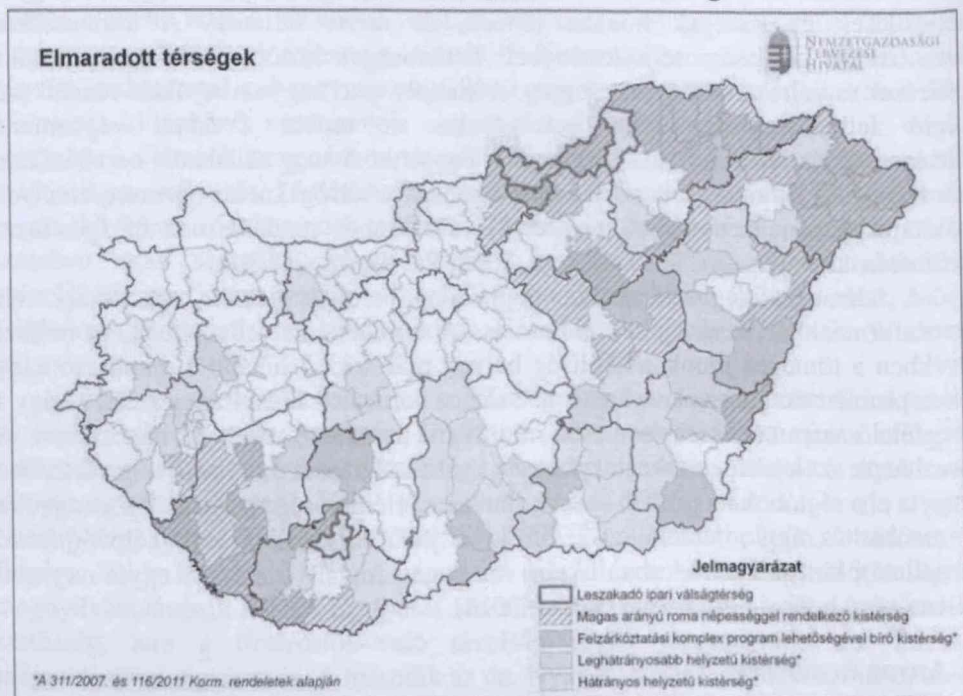 Elmaradott térségek
NEMZETGAZDASÁGI
TERVEZÉSI
HIVATAL
Jelmagyarázat
Leszakadó ipari válságtérség
Magas arányú roma népességgel rendelkező kistérség
Felzárkóztatási komplex program lehetőségével bíró kistérség*
Leghátrányosabb helyzetű kistérség*
Hátrányos helyzetű kistérség*
*A 311/2007. és 116/2011 Korm. rendeletek alapján